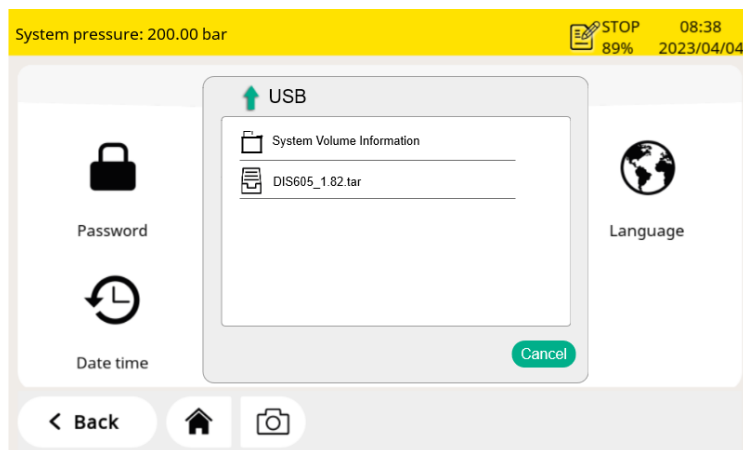 System pressure: 200.00 bar
STOP
89%
08:38
2023/04/04
USB
System Volume Information
DIS605_1.82.tar
Password
Language
Date time
Cancel
< Back